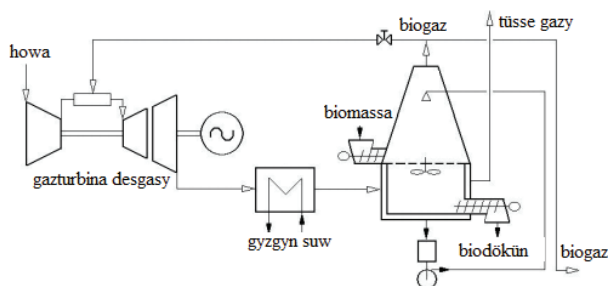 biogaz
tüsse gazy
howa
biomassa
gazturbina desgasy
gyzgyn suw
biodökün
biogaz